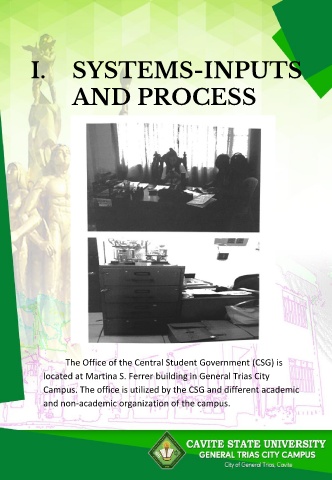 I. SYSTEMS-INPUTS
AND PROCESS
The Office of the Central Student Government (CSG) is
located at Martina S. Ferrer building in General Trias City
Campus. The office is utilized by the CSG and different academic
and non-academic organization of the campus.
CAVITE STATE UNIVERSITY
GENERAL TRIAS CITY CAMPUS
City of General Trias, Cavite